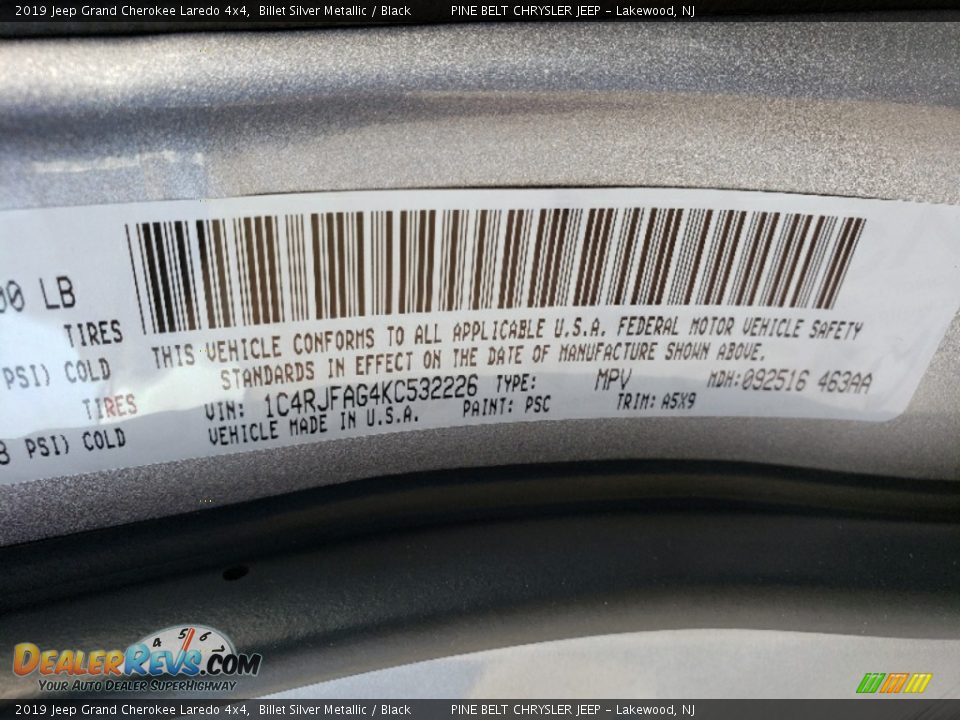 2019 Jeep Grand Cherokee Laredo 4x4, Billet Silver Metallic / Black PINE BELT CHRYSLER JEEP - Lakewood, NJ
LB
TIRES
PSI) COLD
TIRES
PSI) COLD
THIS VEHICLE CONFORMS TO ALL APPLICABLE U.S.A. FEDERAL MOTOR VEHICLE SAFETY
STANDARDS IN EFFECT ON THE DATE OF MANUFACTURE SHOWN ABOVE.
VIN: 1C4RJFAG4KC532226 TYPE: MPV MDH:092516 463AA
VEHICLE MADE IN U.S.A. PAINT: PSC TRIM: A5X9
4 5 6
DEALERREVS.COM
YOUR AUTO DEALER SUPERHIGHWAY
2019 Jeep Grand Cherokee Laredo 4x4, Billet Silver Metallic / Black PINE BELT CHRYSLER JEEP - Lakewood, NJ